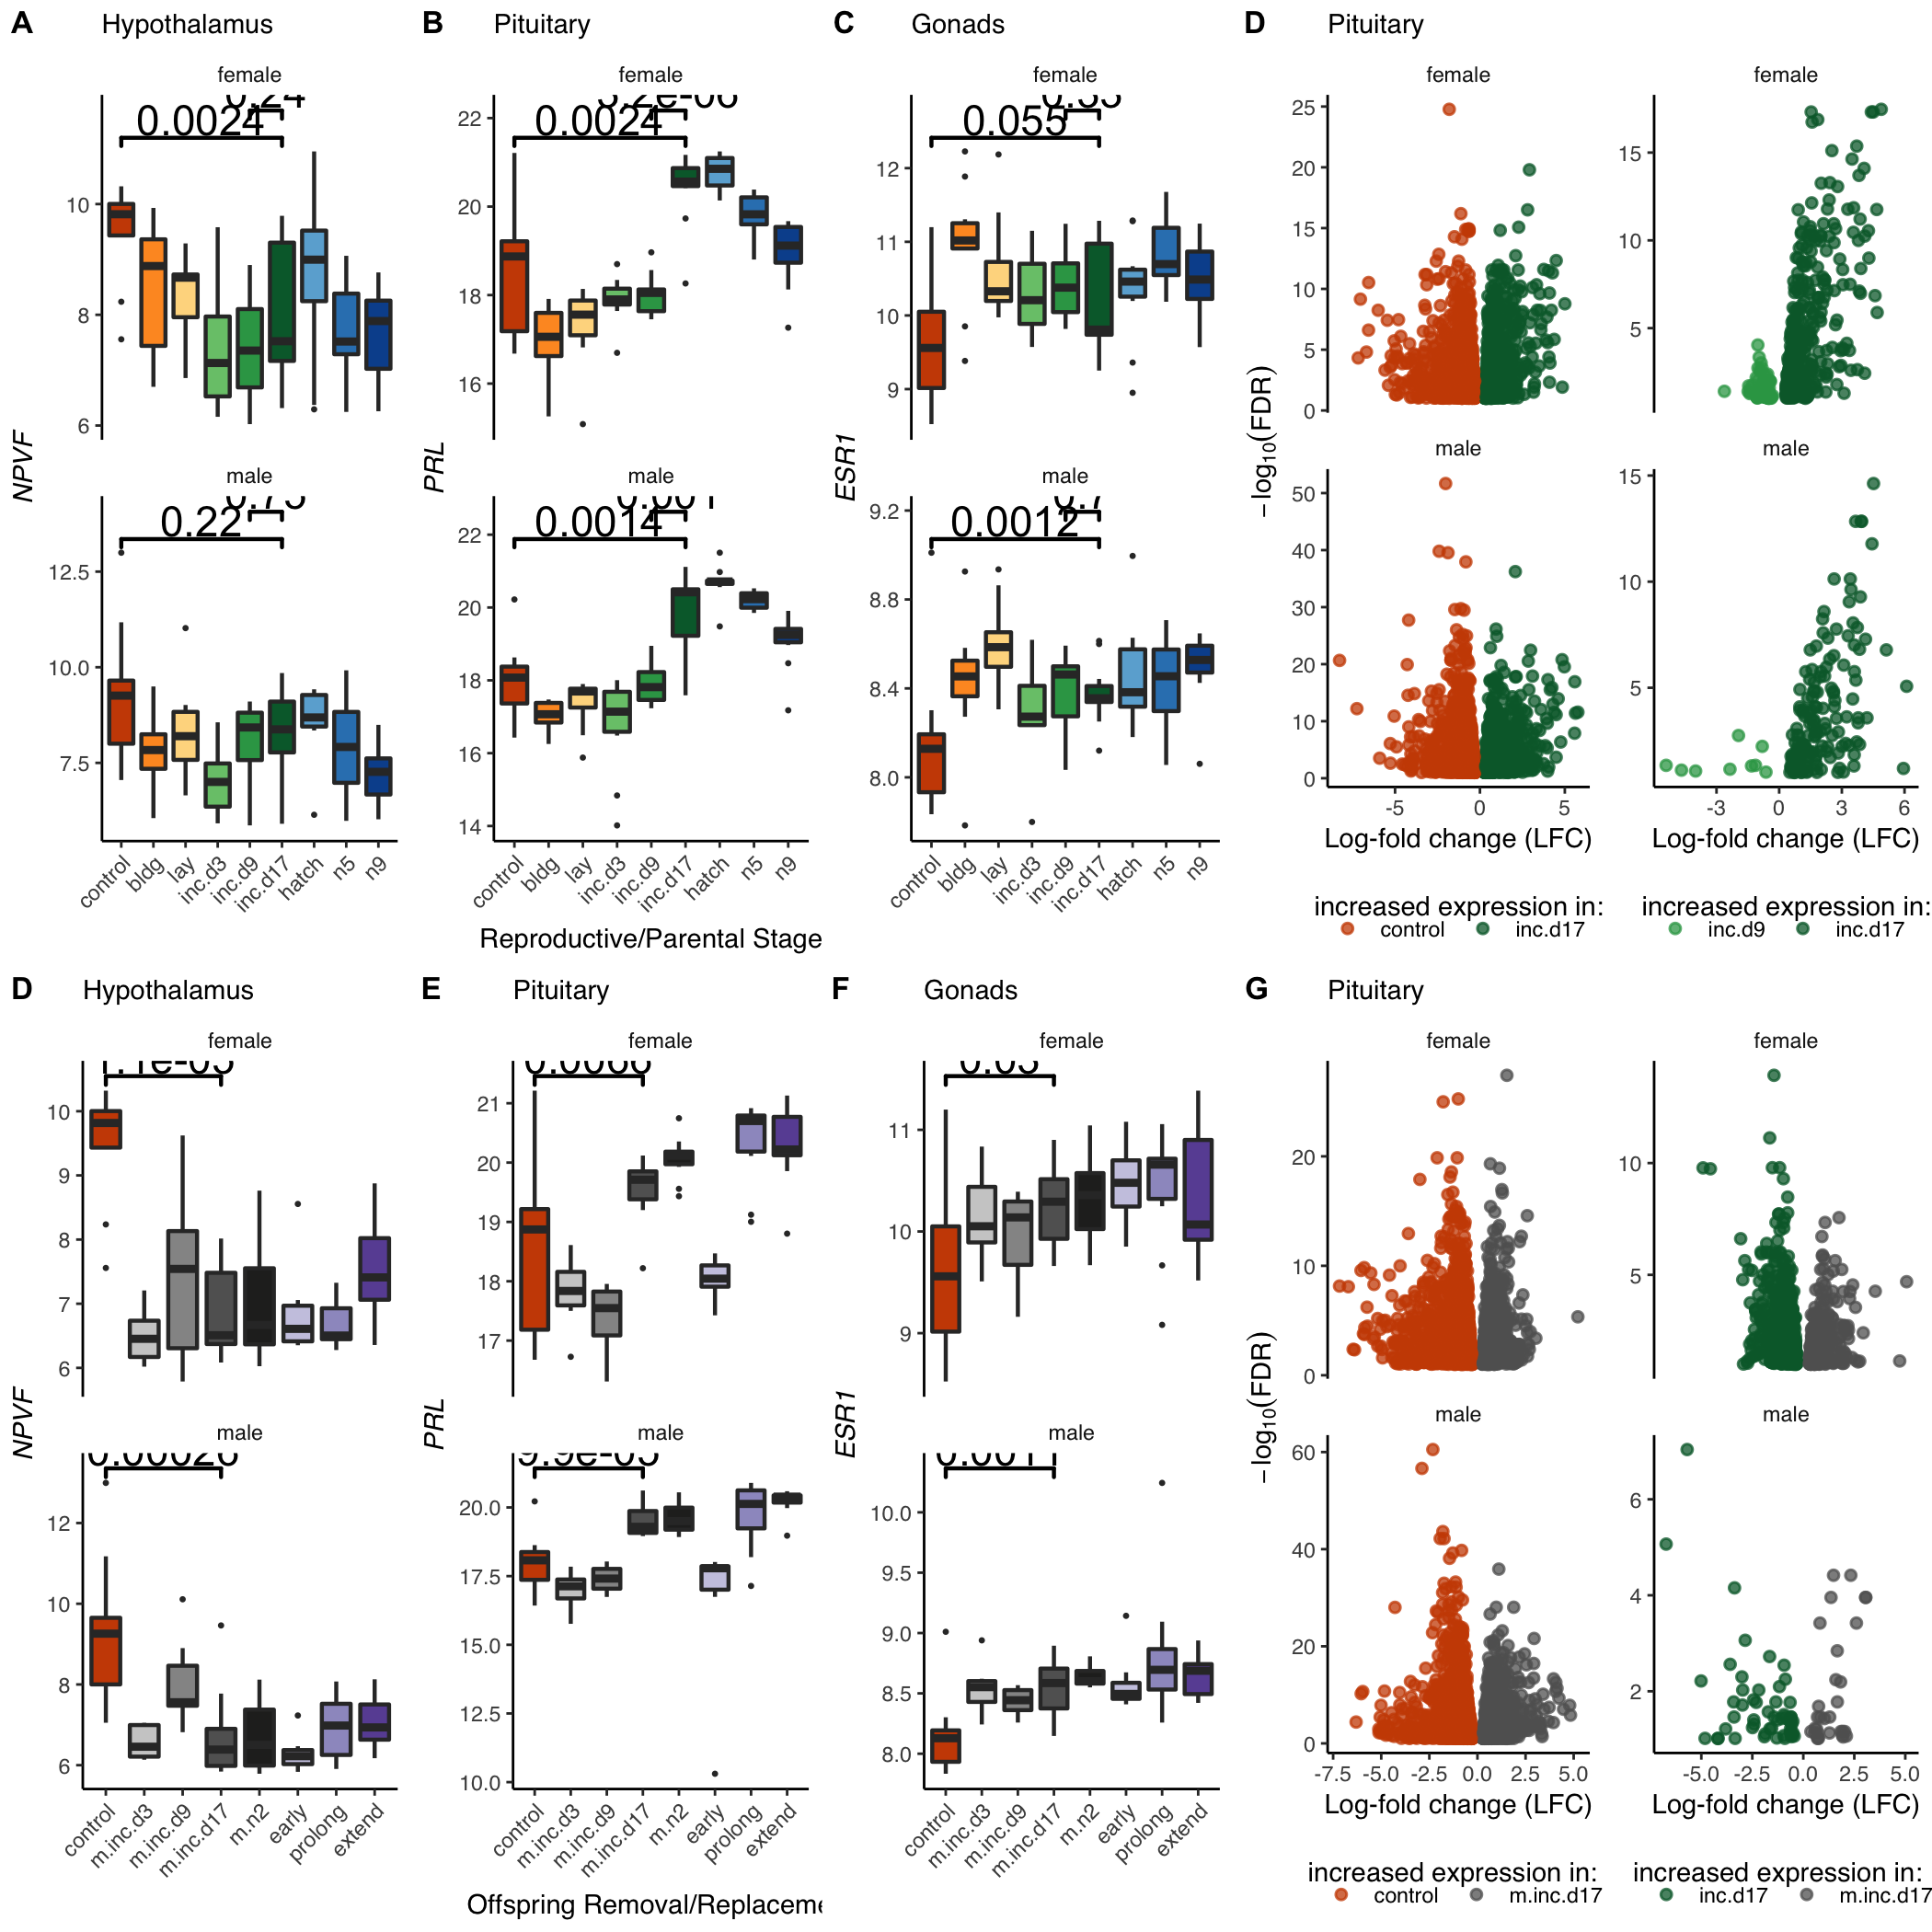 A Hypothalamus
female
0.0024
10
8
6
NPVF
male
0.22
12.5
10.0
7.5
control bldg lay inc.d3 inc.d9 inc.d17 hatch n5 n9
B Pituitary
female
0.0024
22
20
18
16
PRL
male
0.0014
22
20
18
16
14
control bldg lay inc.d3 inc.d9 inc.d17 hatch n5 n9
Reproductive/Parental Stage
C Gonads
female
0.055
12
11
10
9
ESR1
male
0.0012
9.2
8.8
8.4
8.0
control bldg lay inc.d3 inc.d9 inc.d17 hatch n5 n9
D Pituitary
female
25
20
15
10
5
0
−log10(FDR)
male
50
40
30
20
10
0
-5 0 5
Log-fold change (LFC)
increased expression in:
control inc.d17
female
15
10
5
male
15
10
5
-3 0 3 6
Log-fold change (LFC)
increased expression in:
inc.d9 inc.d17
D Hypothalamus
female
10
9
8
7
6
NPVF
male
12
10
8
6
control m.inc.d3 m.inc.d9 m.inc.d17 m.n2 early prolong extend
E Pituitary
female
21
20
19
18
17
PRL
male
20.0
17.5
15.0
12.5
10.0
control m.inc.d3 m.inc.d9 m.inc.d17 m.n2 early prolong extend
Offspring Removal/Replaceme
F Gonads
female
11
10
9
ESR1
male
10.0
9.5
9.0
8.5
8.0
control m.inc.d3 m.inc.d9 m.inc.d17 m.n2 early prolong extend
G Pituitary
female
20
10
0
−log10(FDR)
male
60
40
20
0
-7.5 -5.0 -2.5 0.0 2.5 5.0
Log-fold change (LFC)
increased expression in:
control m.inc.d17
female
10
5
male
6
4
2
-5.0 -2.5 0.0 2.5 5.0
Log-fold change (LFC)
increased expression in:
inc.d17 m.inc.d17